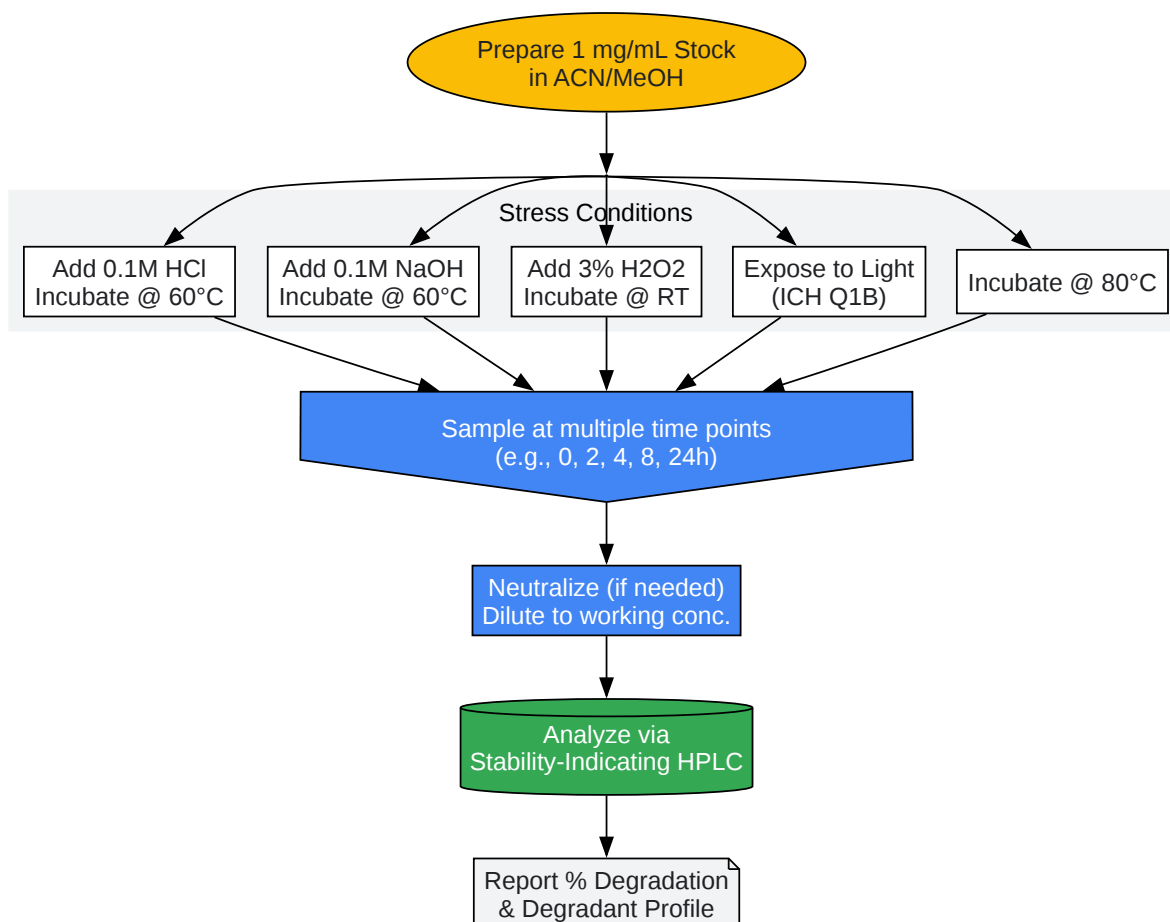 Prepare 1 mg/mL Stock
in ACN/MeOH
Stress Conditions
Add 0.1M HCl
Incubate @ 60°C
Add 0.1M NaOH
Incubate @ 60°C
Add 3% H2O2
Incubate @ RT
Expose to Light
(ICH Q1B)
Incubate @ 80°C
Sample at multiple time points
(e.g., 0, 2, 4, 8, 24h)
Neutralize (if needed)
Dilute to working conc.
Analyze via
Stability-Indicating HPLC
Report % Degradation
& Degradant Profile